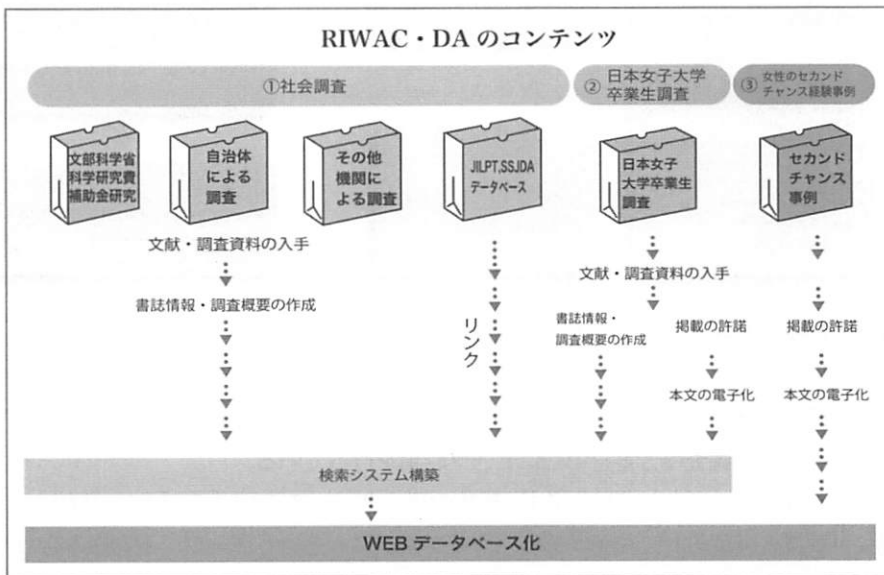 RIWAC・DA のコンテンツ
①社会調査
② 日本女子大学
卒業生調査
③ 女性のセカンド
チャンス経験事例
文部科学省
科学研究費
補助金研究
自治体
による
調査
その他
機関に
よる調査
JILPT,SSJDA
データベース
日本女子
大学卒業生
調査
セカンド
チャンス
事例
文献・調査資料の入手
書誌情報・調査概要の作成
リンク
文献・調査資料の入手
書誌情報・
調査概要の作成
掲載の許諾
本文の電子化
掲載の許諾
本文の電子化
検索システム構築
WEB データベース化